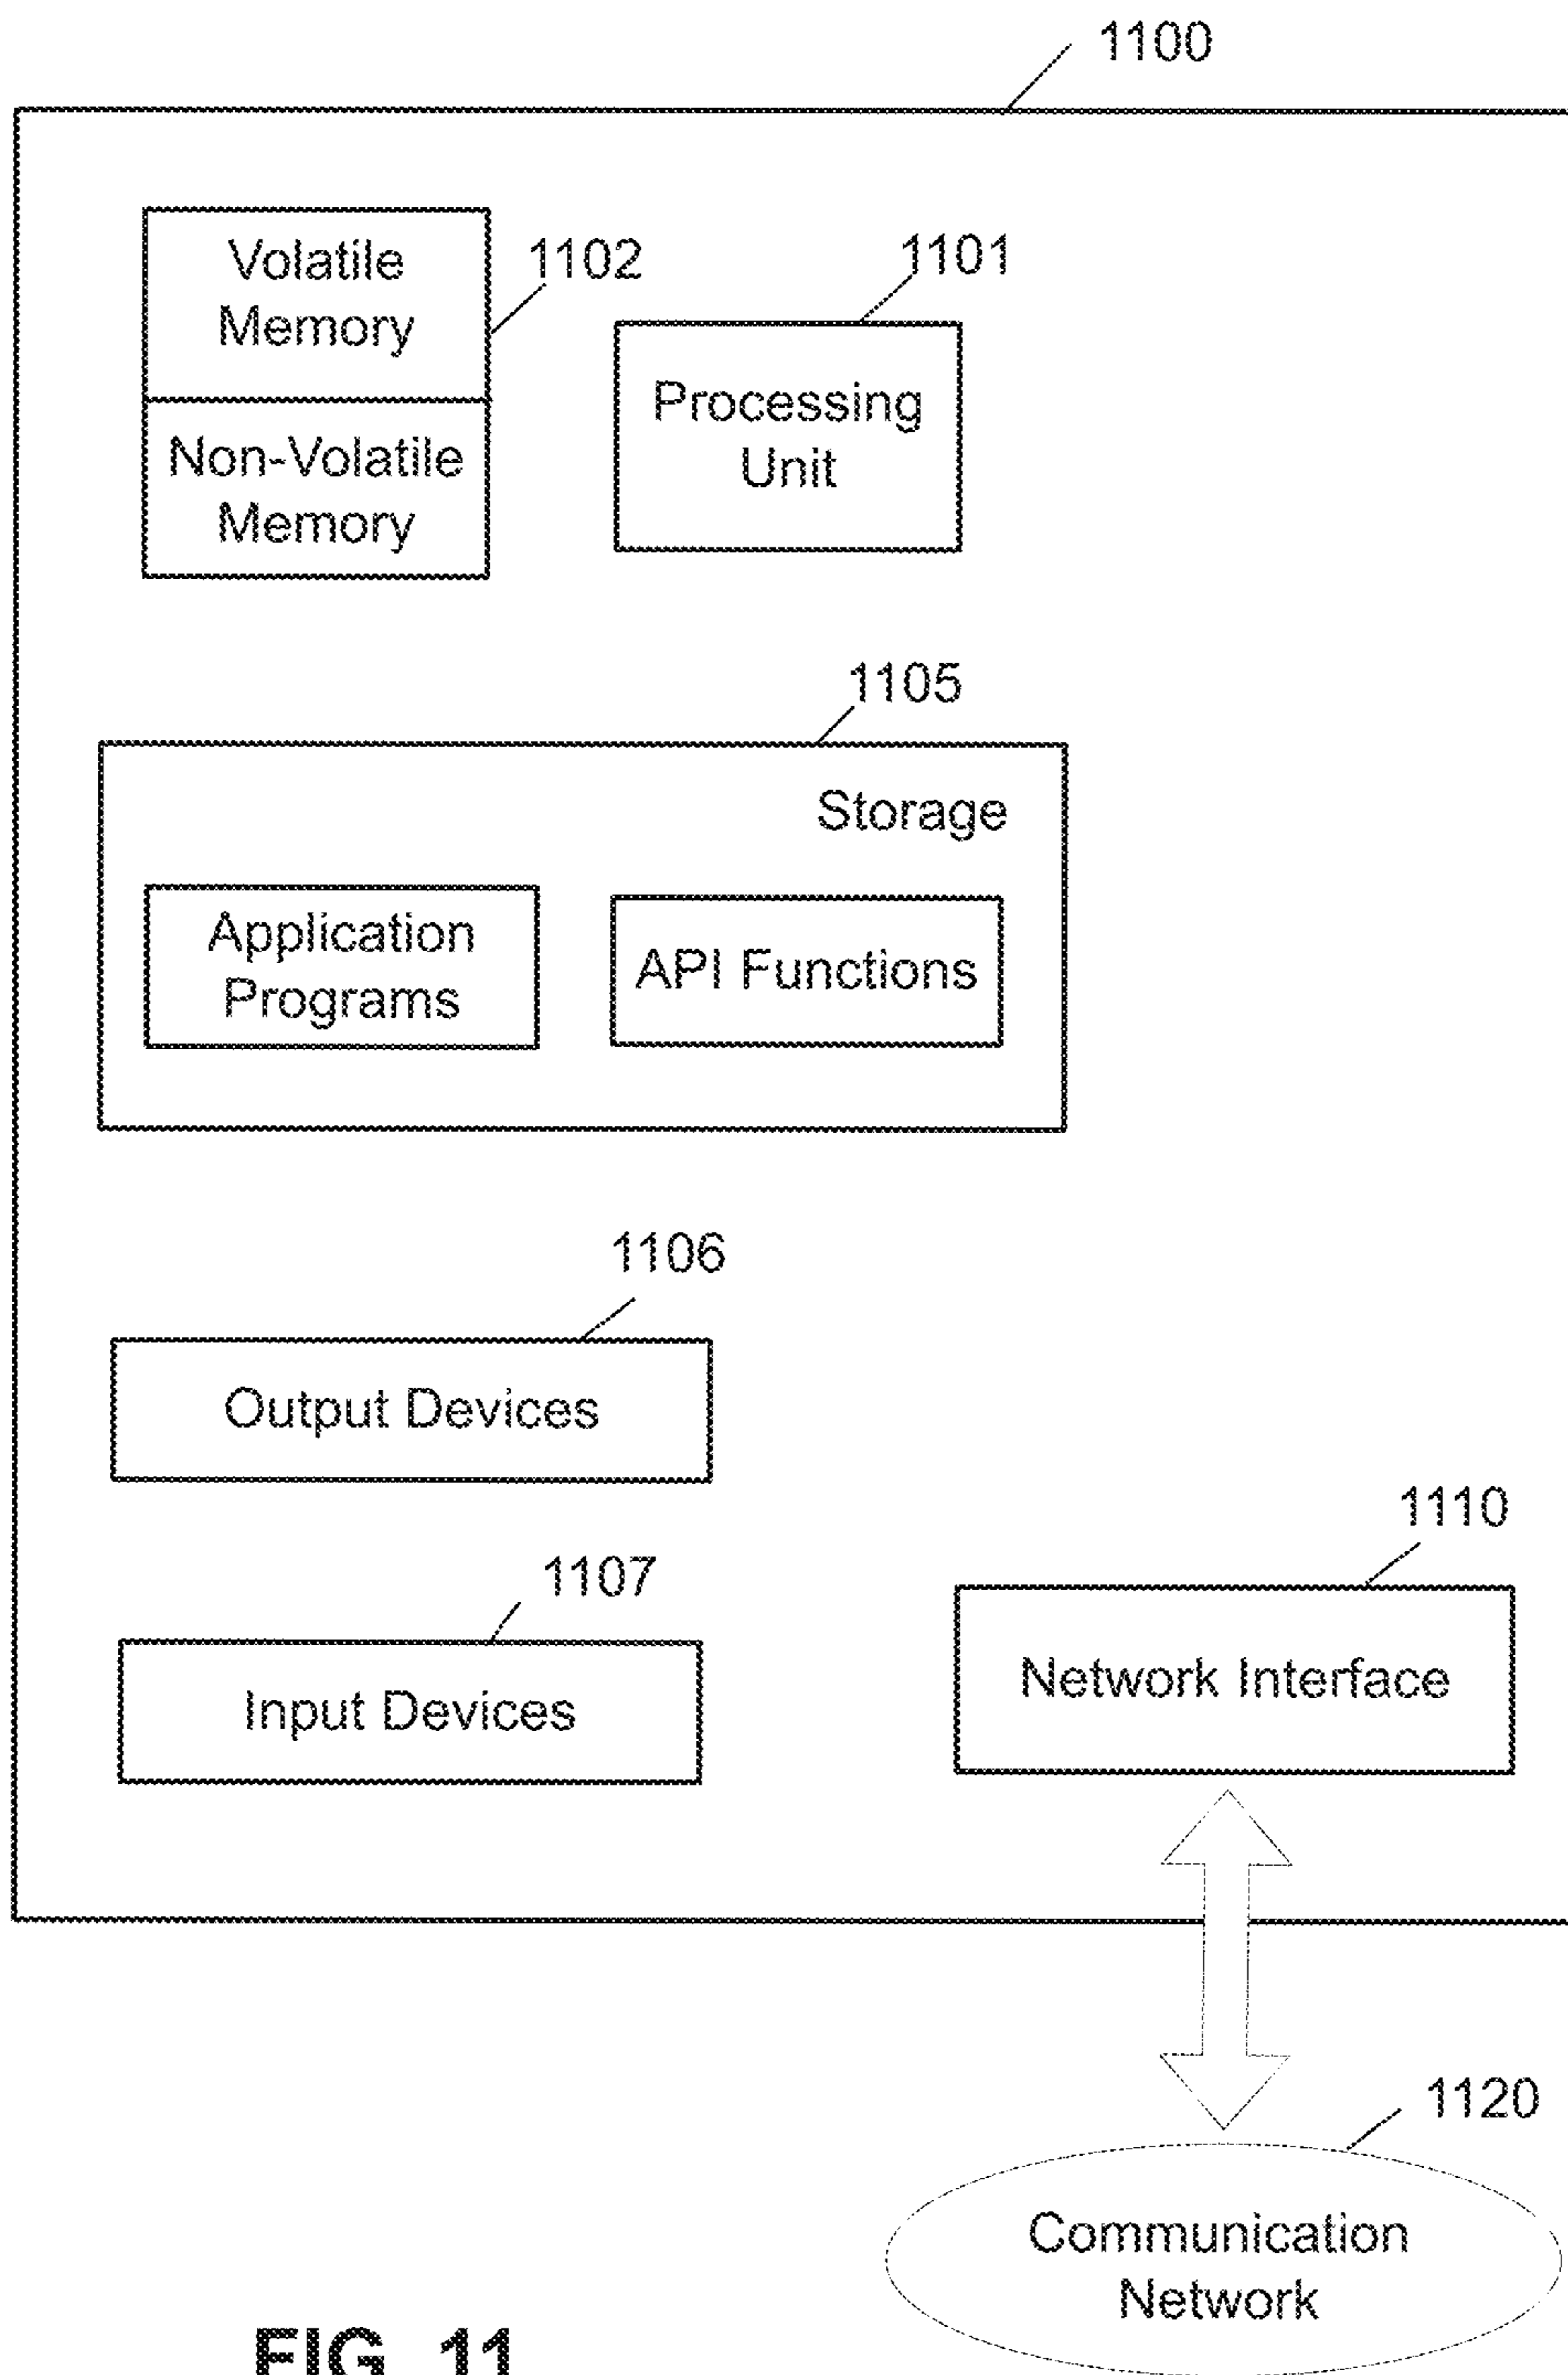 1100
Volatile
Memory
1102
1101
Non-Volatile
Memory
Processing
Unit
1105
Storage
Application
Programs
API Functions
1106
Output Devices
1110
1107
Network Interface
Input Devices
1120
Communication
Network
FIG. 11